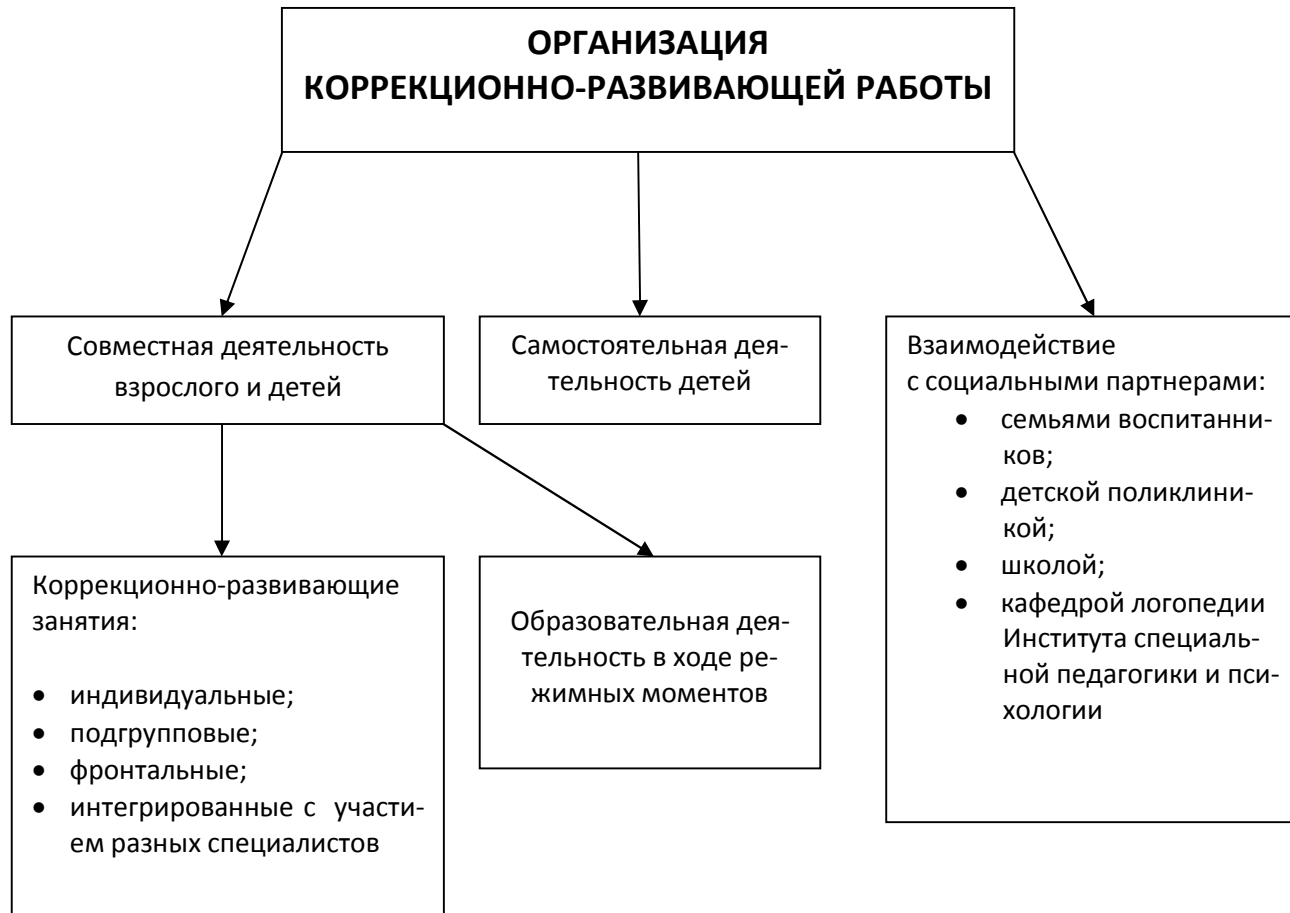 ОРГАНИЗАЦИЯ
КОРРЕКЦИОННО-РАЗВИВАЮЩЕЙ РАБОТЫ
Совместная деятельность
взрослого и детей
Самостоятельная дея-
тельность детей
Взаимодействие
с социальными партнерами:
• семьями воспитанни-
ков;
• детской поликлини-
кой;
• школой;
• кафедрой логопедии
Института специаль-
ной педагогики и пси-
хологии
Коррекционно-развивающие
занятия:
• индивидуальные;
• подгрупповые;
• фронтальные;
• интегрированные с участи-
ем разных специалистов
Образовательная дея-
тельность в ходе ре-
жимных моментов